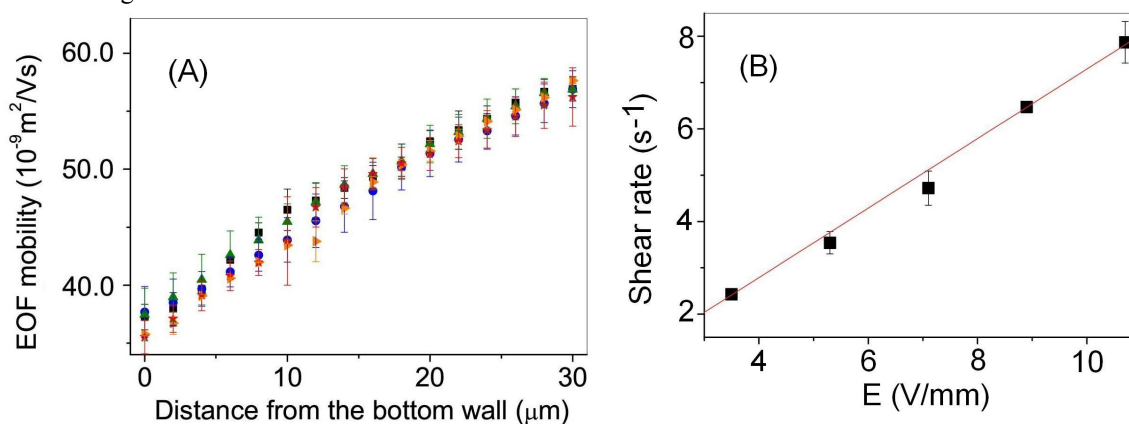 (A)
EOF mobility (10⁻⁹m²/Vs)
60.0
50.0
40.0
0 10 20 30
Distance from the bottom wall (μm)
(B)
Shear rate (s⁻¹)
8
6
4
2
4 6 8 10
E (V/mm)